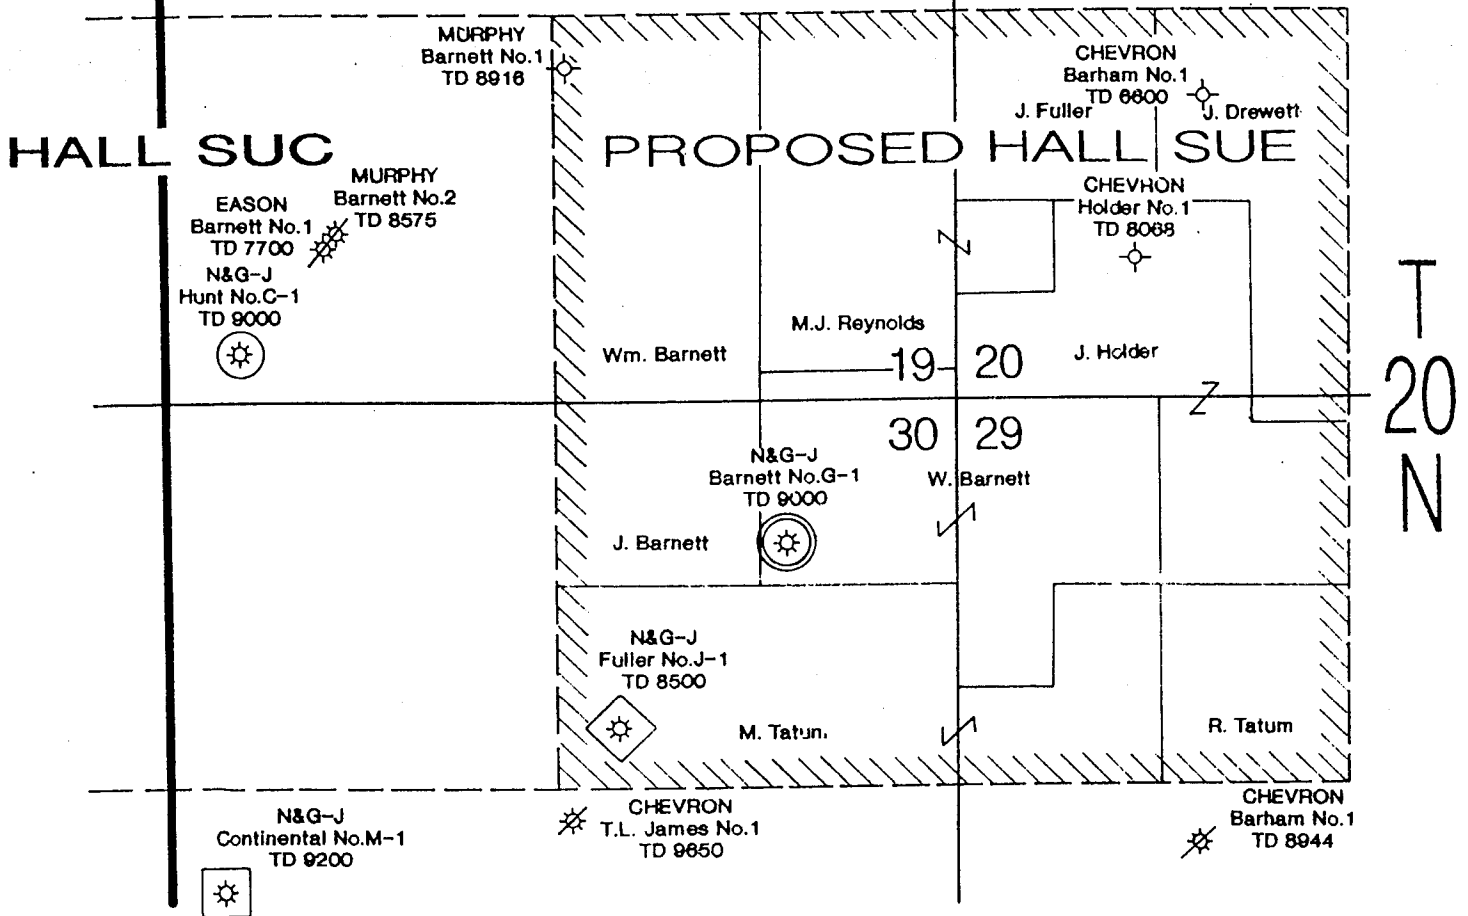 MURPHY
Barnett No.1
TD 8916
CHEVRON
Barham No.1
TD 6600
J. Fuller
J. Drewett
HALL SUC
PROPOSED HALL SUE
MURPHY
Barnett No.2
TD 8575
EASON
Barnett No.1
TD 7700
CHEVRON
Holder No.1
TD 8068
N&G-J
Hunt No.C-1
TD 9000
M.J. Reynolds
Wm. Barnett
J. Holder
19 20
30 29
T
20
N
N&G-J
Barnett No.G-1
TD 9000
W. Barnett
J. Barnett
N&G-J
Fuller No.J-1
TD 8500
M. Tatum
R. Tatum
N&G-J
Continental No.M-1
TD 9200
CHEVRON
T.L. James No.1
TD 9650
CHEVRON
Barham No.1
TD 8944